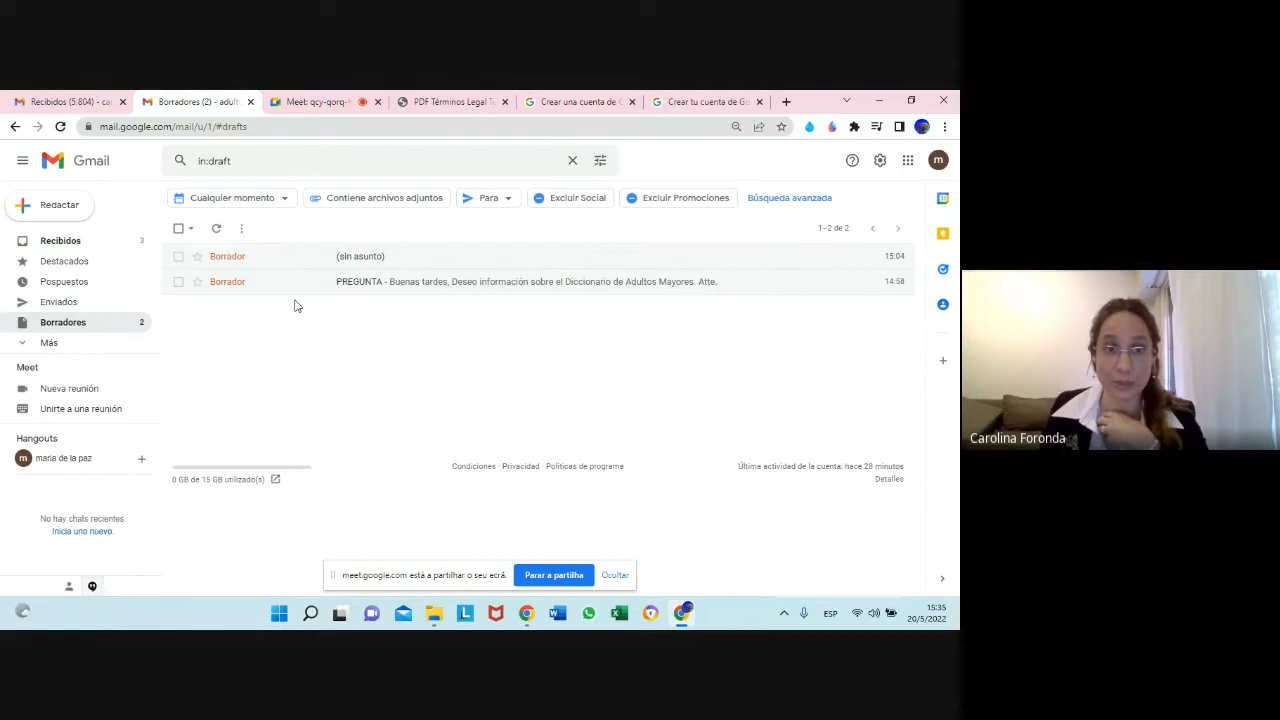 Recibidos (5.804) - ca
Borradores (2) - adult
Meet: qcy-qorq-
PDF Términos Legal Te
Crear una cuenta de G
Crear tu cuenta de Go
mail.google.com/mail/u/1/#drafts
Gmail
in:draft
m
Redactar
Cualquier momento
Contiene archivos adjuntos
Para
Excluir Social
Excluir Promociones
Búsqueda avanzada
1–2 de 2
Recibidos 3
Destacados
Pospuestos
Enviados
Borradores 2
Más
Borrador (sin asunto) 15:04
Borrador PREGUNTA - Buenas tardes, Deseo información sobre el Diccionario de Adultos Mayores. Atte. 14:58
Meet
Nueva reunión
Unirte a una reunión
Hangouts
m maria de la paz
No hay chats recientes.
Inicia uno nuevo.
0 GB de 15 GB utilizado(s)
Condiciones · Privacidad · Políticas de programa
Última actividad de la cuenta: hace 28 minutos
Detalles
meet.google.com está a partilhar o seu ecrã.
Parar a partilha
Ocultar
ESP
15:35
20/5/2022
Carolina Foronda